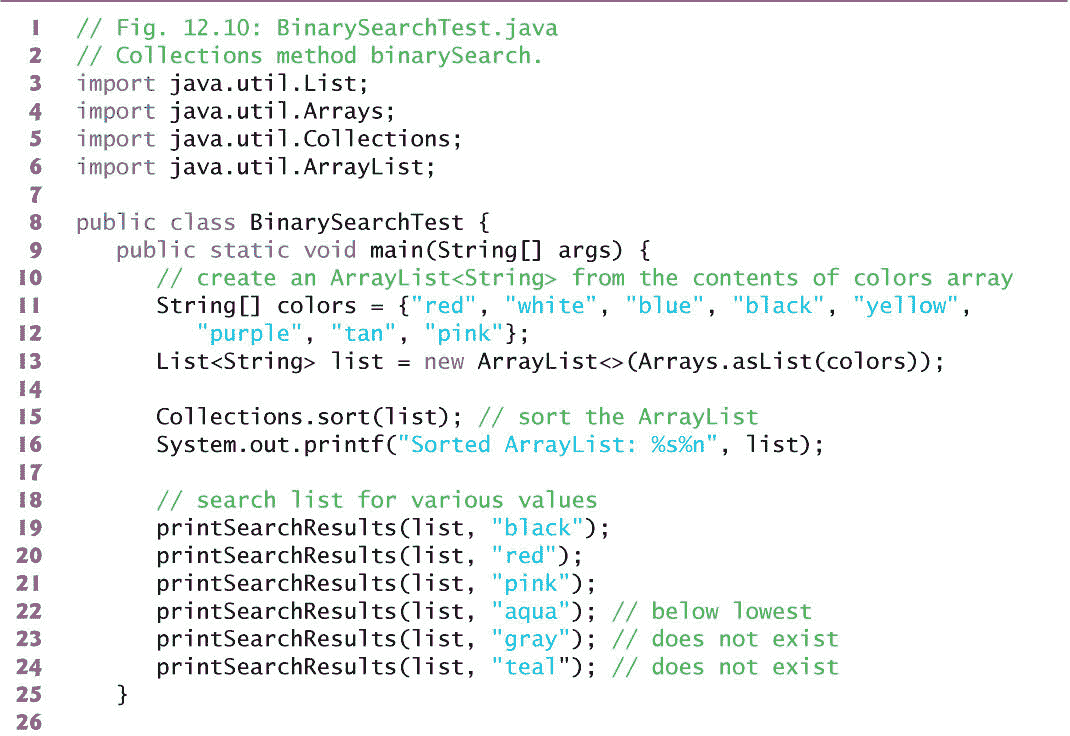 1 // Fig. 12.10: BinarySearchTest.java
2 // Collections method binarySearch.
3 import java.util.List;
4 import java.util.Arrays;
5 import java.util.Collections;
6 import java.util.ArrayList;
7
8 public class BinarySearchTest {
9    public static void main(String[] args) {
10       // create an ArrayList<String> from the contents of colors array
11       String[] colors = {"red", "white", "blue", "black", "yellow",
12          "purple", "tan", "pink"};
13       List<String> list = new ArrayList<>(Arrays.asList(colors));
14
15       Collections.sort(list); // sort the ArrayList
16       System.out.printf("Sorted ArrayList: %s%n", list);
17
18       // search list for various values
19       printSearchResults(list, "black");
20       printSearchResults(list, "red");
21       printSearchResults(list, "pink");
22       printSearchResults(list, "aqua"); // below lowest
23       printSearchResults(list, "gray"); // does not exist
24       printSearchResults(list, "teal"); // does not exist
25    }
26